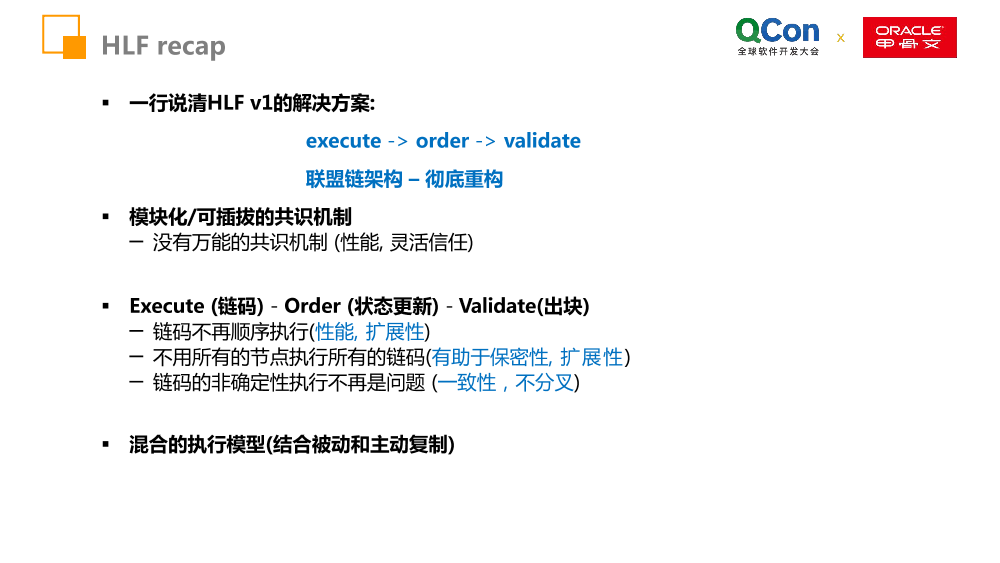 HLF recap
QCon
全球软件开发大会
x
ORACLE
甲骨文
▪ 一行说清HLF v1的解决方案:
execute -> order -> validate
联盟链架构 – 彻底重构
▪ 模块化/可插拔的共识机制
– 没有万能的共识机制 (性能, 灵活信任)
▪ Execute (链码) - Order (状态更新) - Validate(出块)
– 链码不再顺序执行(性能, 扩展性)
– 不用所有的节点执行所有的链码(有助于保密性, 扩展性)
– 链码的非确定性执行不再是问题 (一致性，不分叉)
▪ 混合的执行模型(结合被动和主动复制)